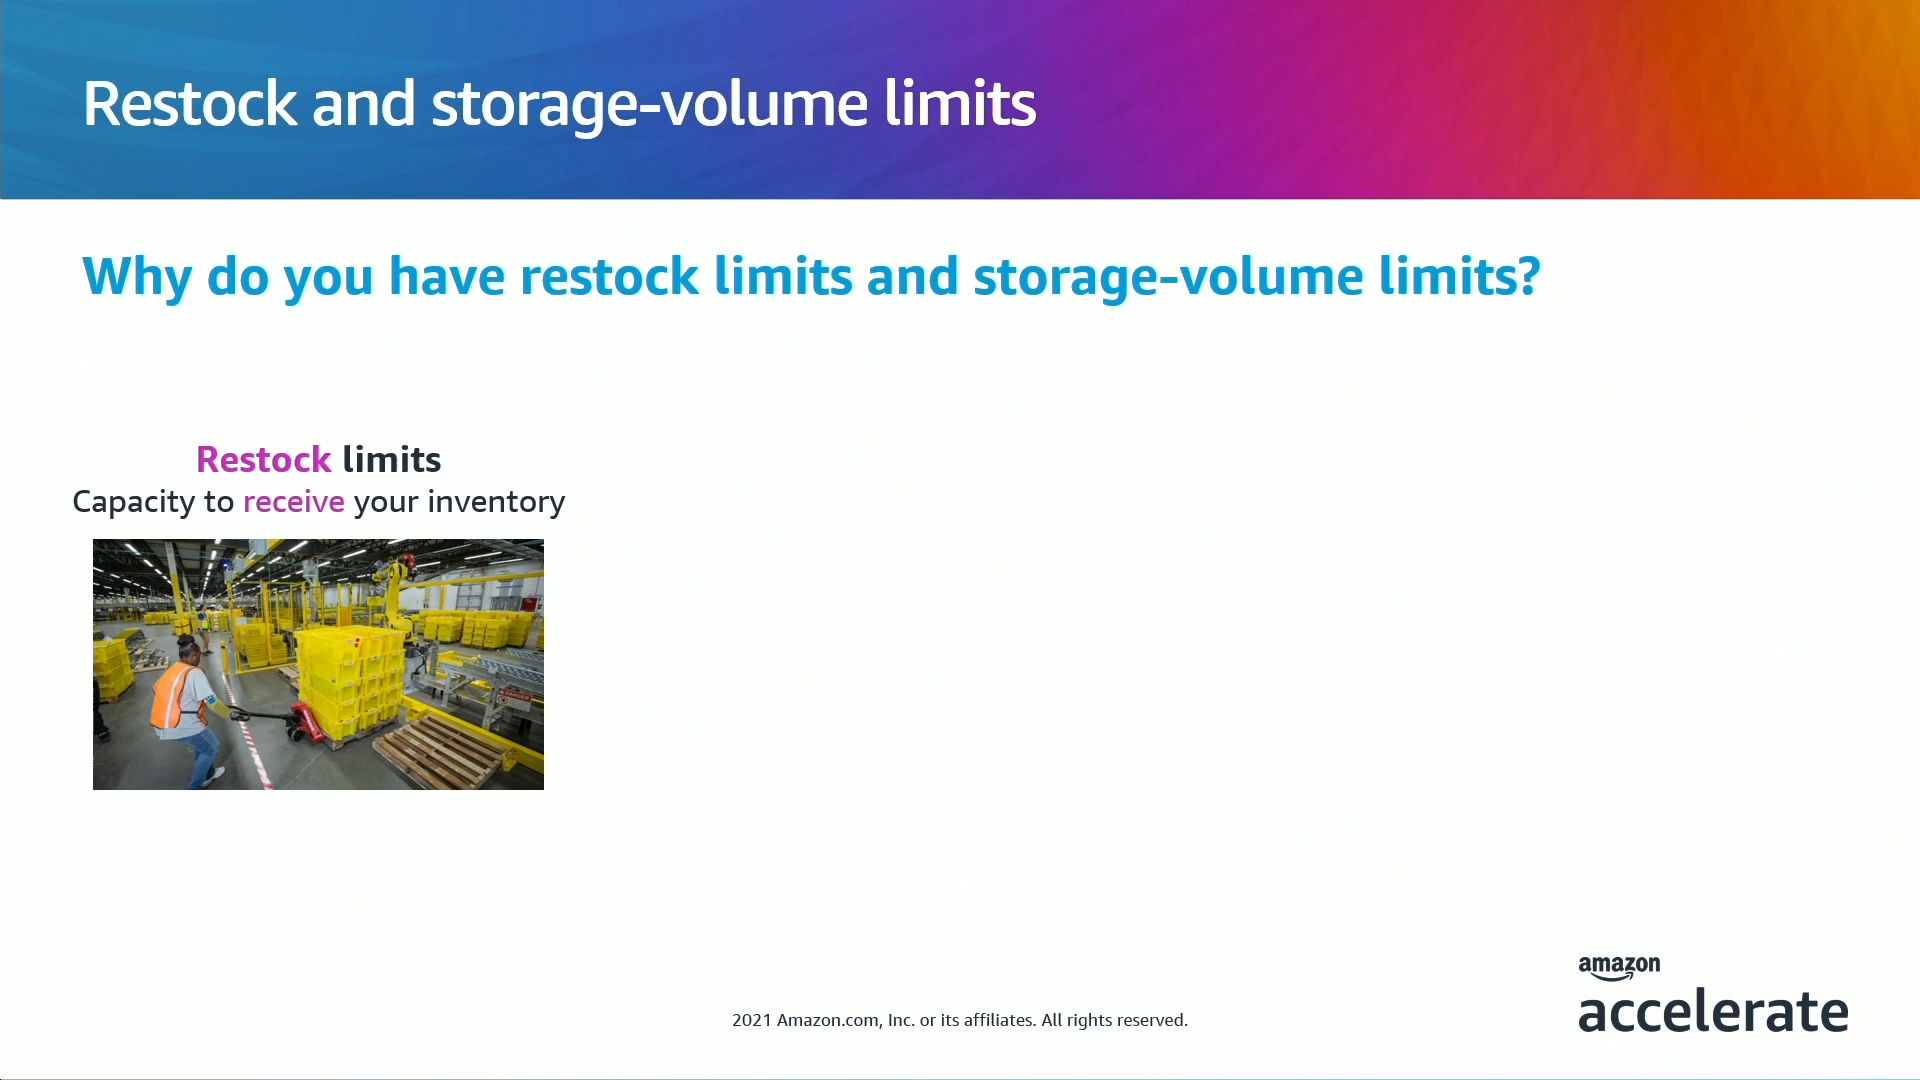 Restock and storage-volume limits
Why do you have restock limits and storage-volume limits?
Restock limits
Capacity to receive your inventory
DANGER
2021 Amazon.com, Inc. or its affiliates. All rights reserved.
amazon
accelerate